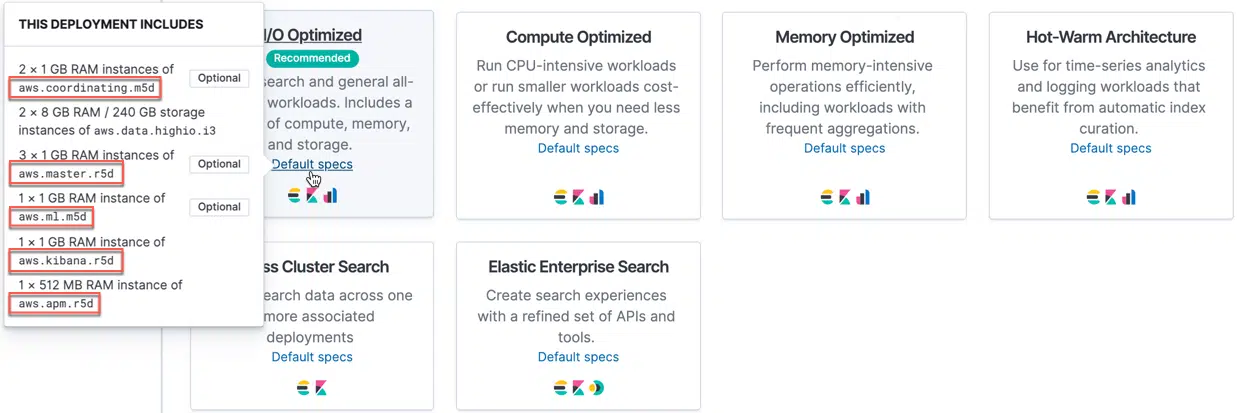 THIS DEPLOYMENT INCLUDES
2 × 1 GB RAM instances of
aws.coordinating.m5d
Optional
2 × 8 GB RAM / 240 GB storage
instances of aws.data.highio.i3
3 × 1 GB RAM instances of
aws.master.r5d
Optional
1 × 1 GB RAM instance of
aws.ml.m5d
Optional
1 × 1 GB RAM instance of
aws.kibana.r5d
1 × 512 MB RAM instance of
aws.apm.r5d
I/O Optimized
Recommended
search and general all-
workloads. Includes a
of compute, memory,
and storage.
Default specs
Compute Optimized
Run CPU-intensive workloads
or run smaller workloads cost-
effectively when you need less
memory and storage.
Default specs
Memory Optimized
Perform memory-intensive
operations efficiently,
including workloads with
frequent aggregations.
Default specs
Hot-Warm Architecture
Use for time-series analytics
and logging workloads that
benefit from automatic index
curation.
Default specs
ss Cluster Search
earch data across one
more associated
deployments
Default specs
Elastic Enterprise Search
Create search experiences
with a refined set of APIs and
tools.
Default specs